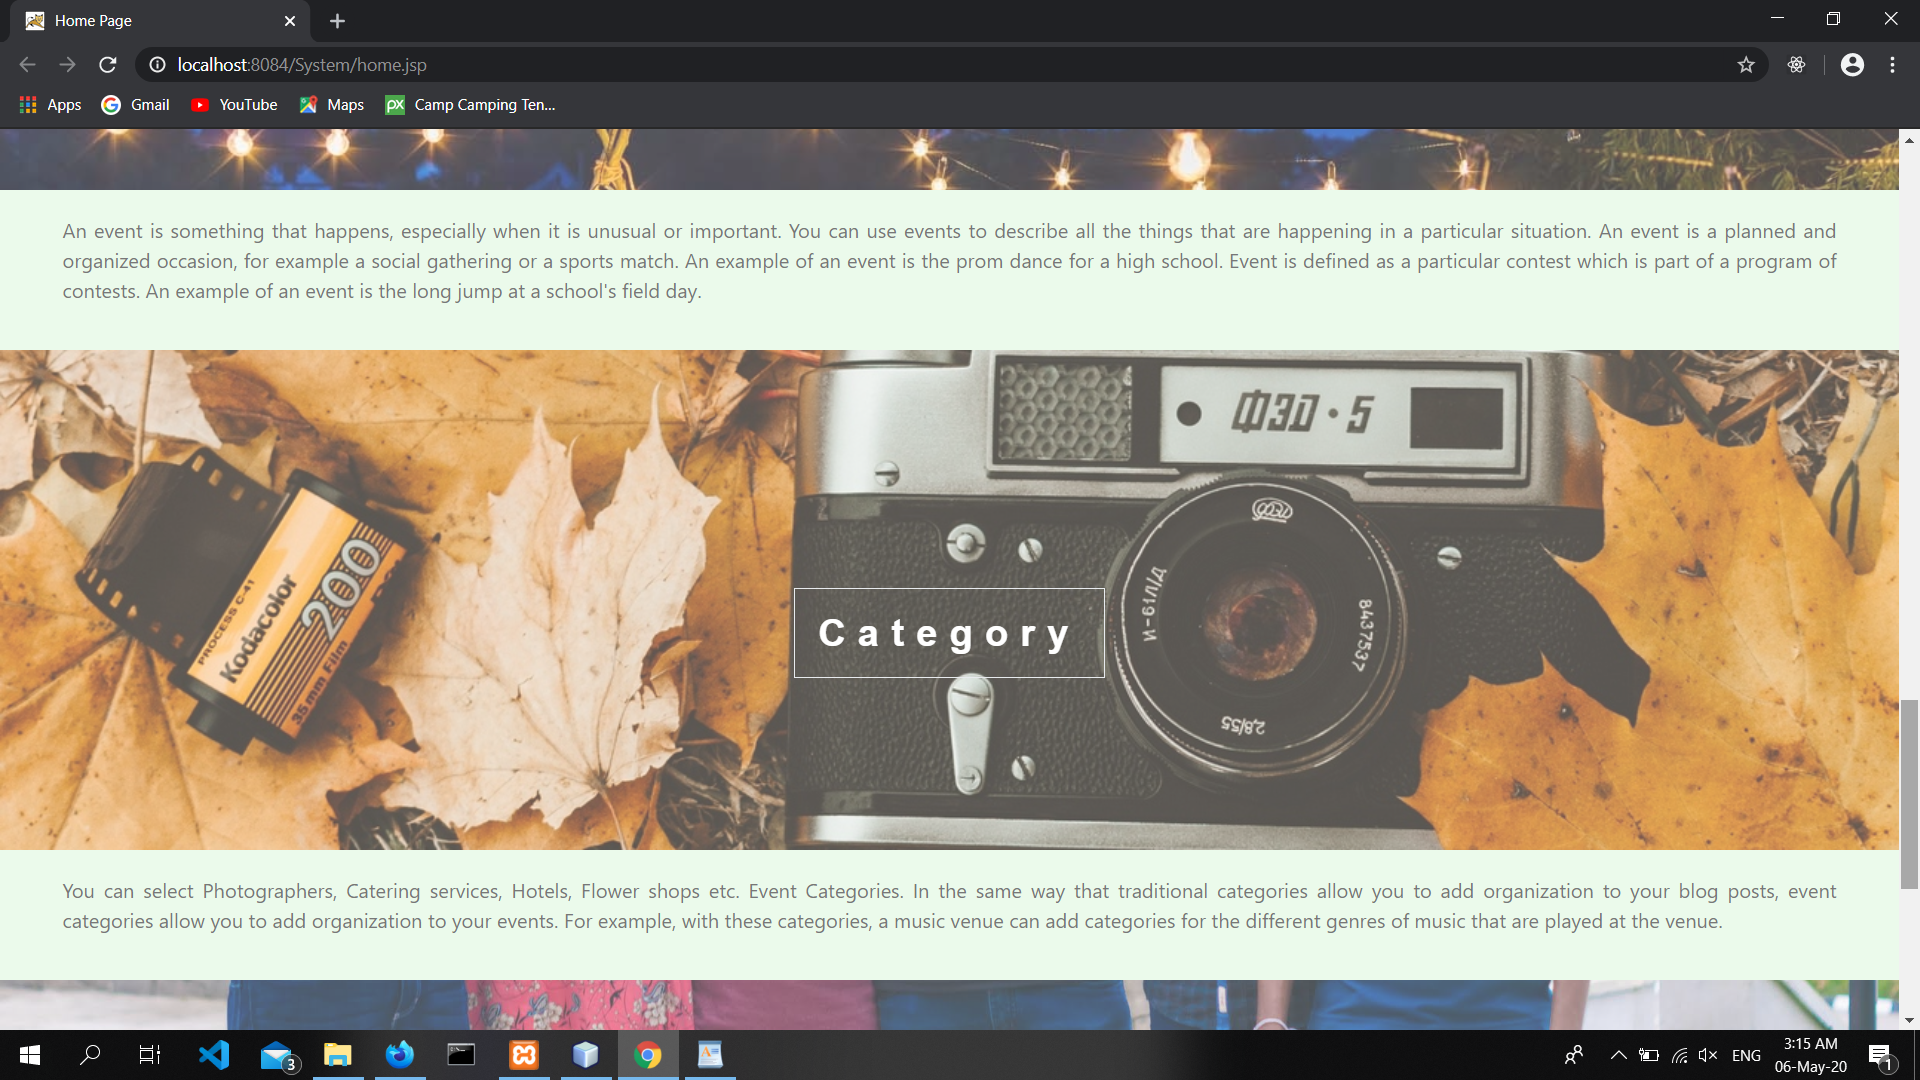 Home Page
localhost:8084/System/home.jsp
Apps Gmail YouTube Maps Camp Camping Ten...
An event is something that happens, especially when it is unusual or important. You can use events to describe all the things that are happening in a particular situation. An event is a planned and
organized occasion, for example a social gathering or a sports match. An example of an event is the prom dance for a high school. Event is defined as a particular contest which is part of a program of
contests. An example of an event is the long jump at a school's field day.
ФЭД • 5
PROCESS C-41
Kodacolor
200
35 mm Film
И-61Л/Д
8437537
2,8/55
Category
You can select Photographers, Catering services, Hotels, Flower shops etc. Event Categories. In the same way that traditional categories allow you to add organization to your blog posts, event
categories allow you to add organization to your events. For example, with these categories, a music venue can add categories for the different genres of music that are played at the venue.
3
ENG
3:15 AM
06-May-20
1